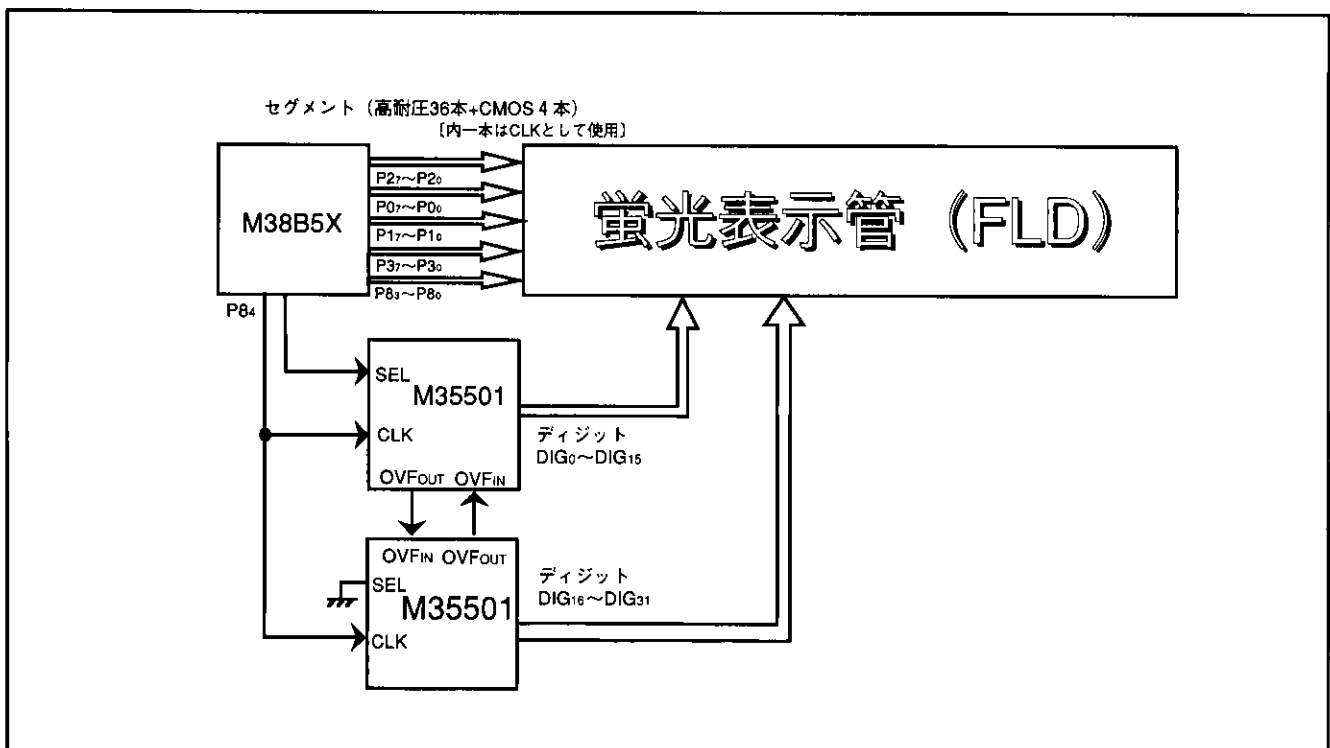 セグメント（高耐圧36本+CMOS 4 本）
〔内一本はCLKとして使用〕
M38B5X
P27〜P20
P07〜P00
P17〜P10
P37〜P30
P83〜P80
蛍光表示管（FLD）
P84
SEL
M35501
CLK
OVFOUT OVFIN
ディジット
DIG0〜DIG15
OVFIN OVFOUT
SEL
M35501
CLK
ディジット
DIG16〜DIG31